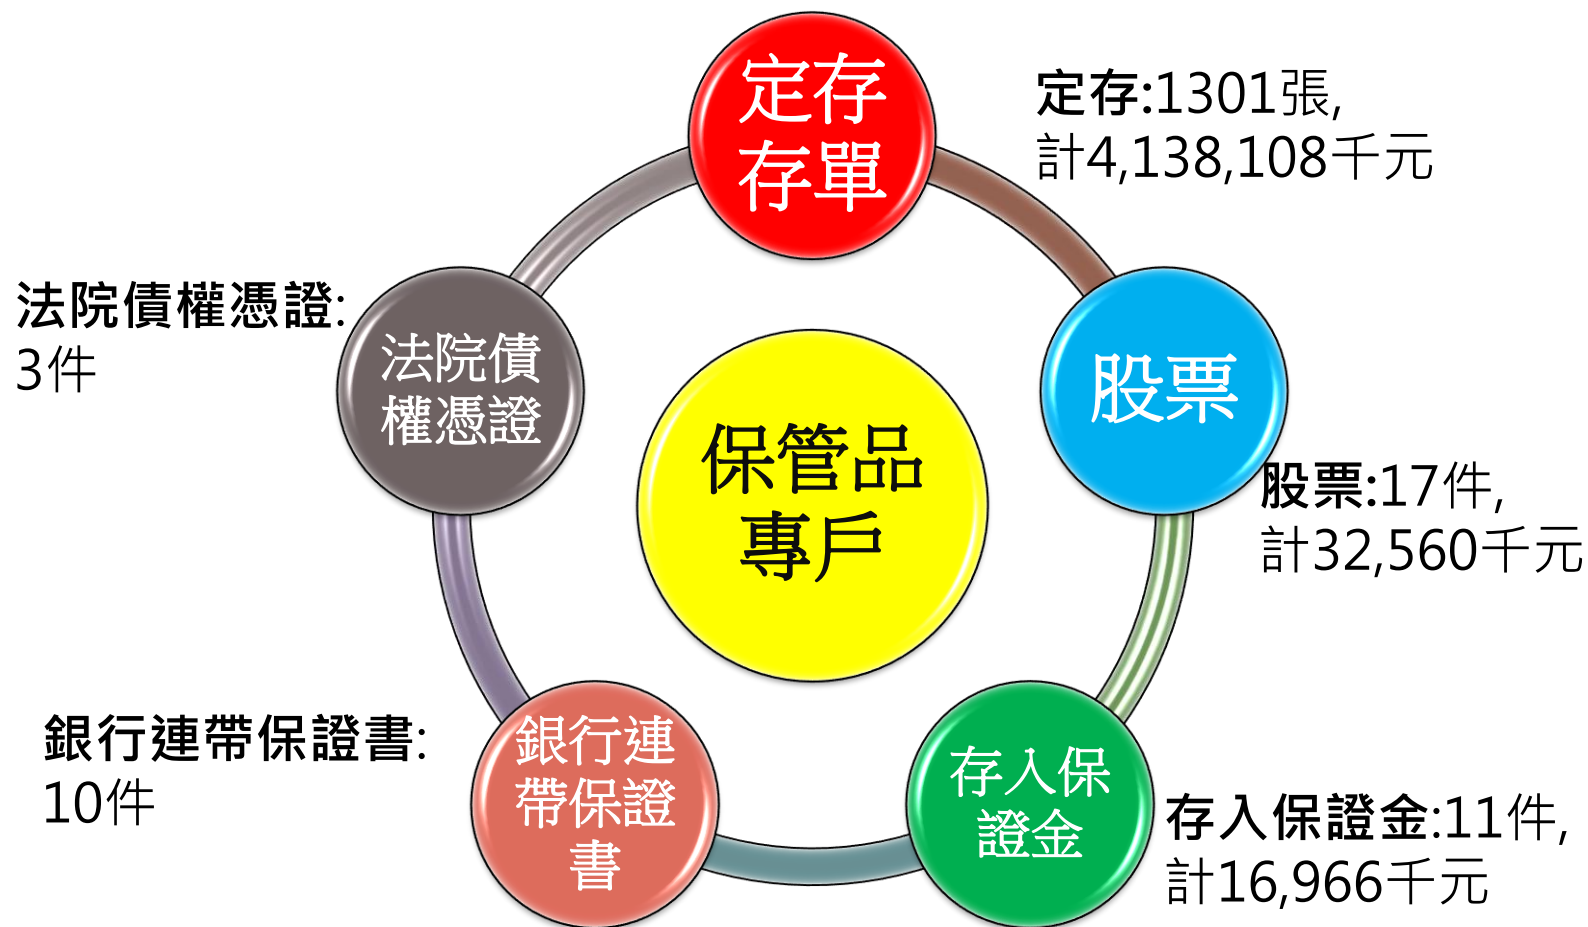 定存
存單
定存:1301張,
計4,138,108千元
法院債權憑證:
3件
法院債
權憑證
股票
股票:17件,
計32,560千元
保管品
專戶
銀行連帶保證書:
10件
銀行連
帶保證
書
存入保
證金
存入保證金:11件,
計16,966千元